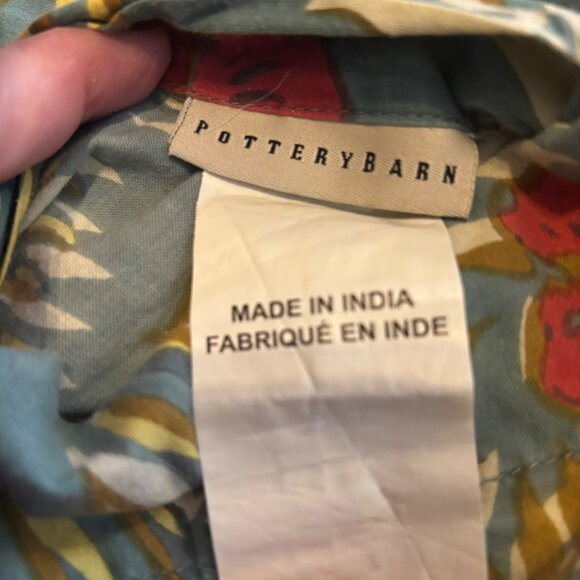 POTTERYBARN
MADE IN INDIA
FABRIQUÉ EN INDE